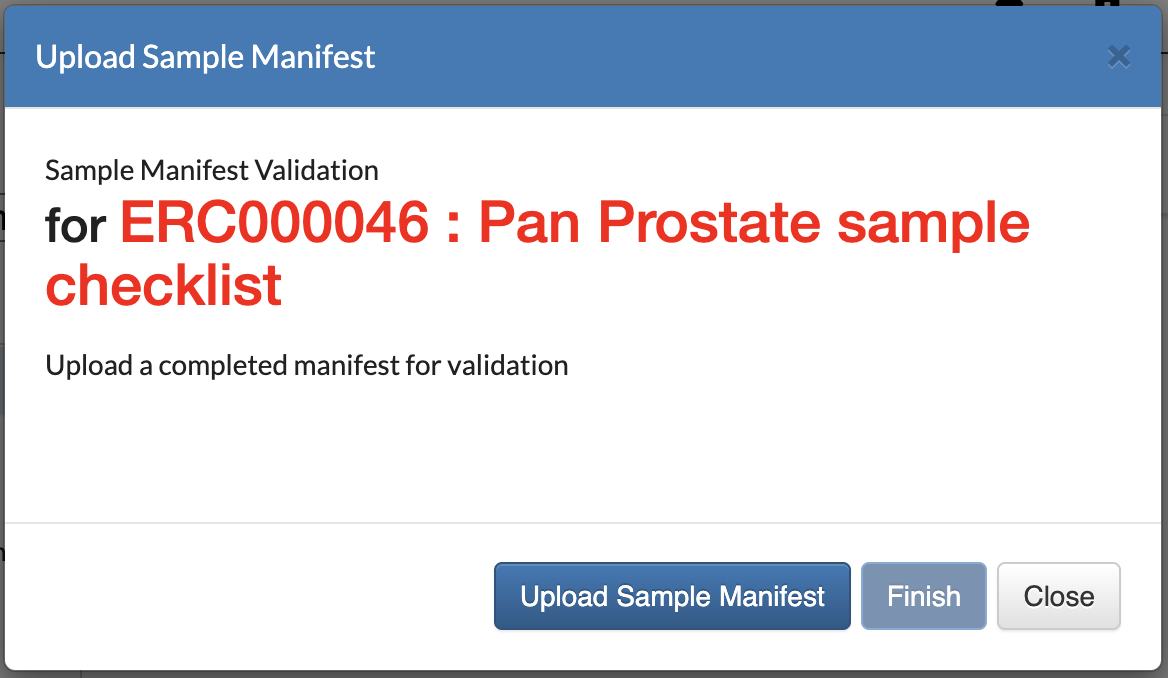 Upload Sample Manifest
Sample Manifest Validation
for ERC000046 : Pan Prostate sample
checklist
Upload a completed manifest for validation
Upload Sample Manifest Finish Close